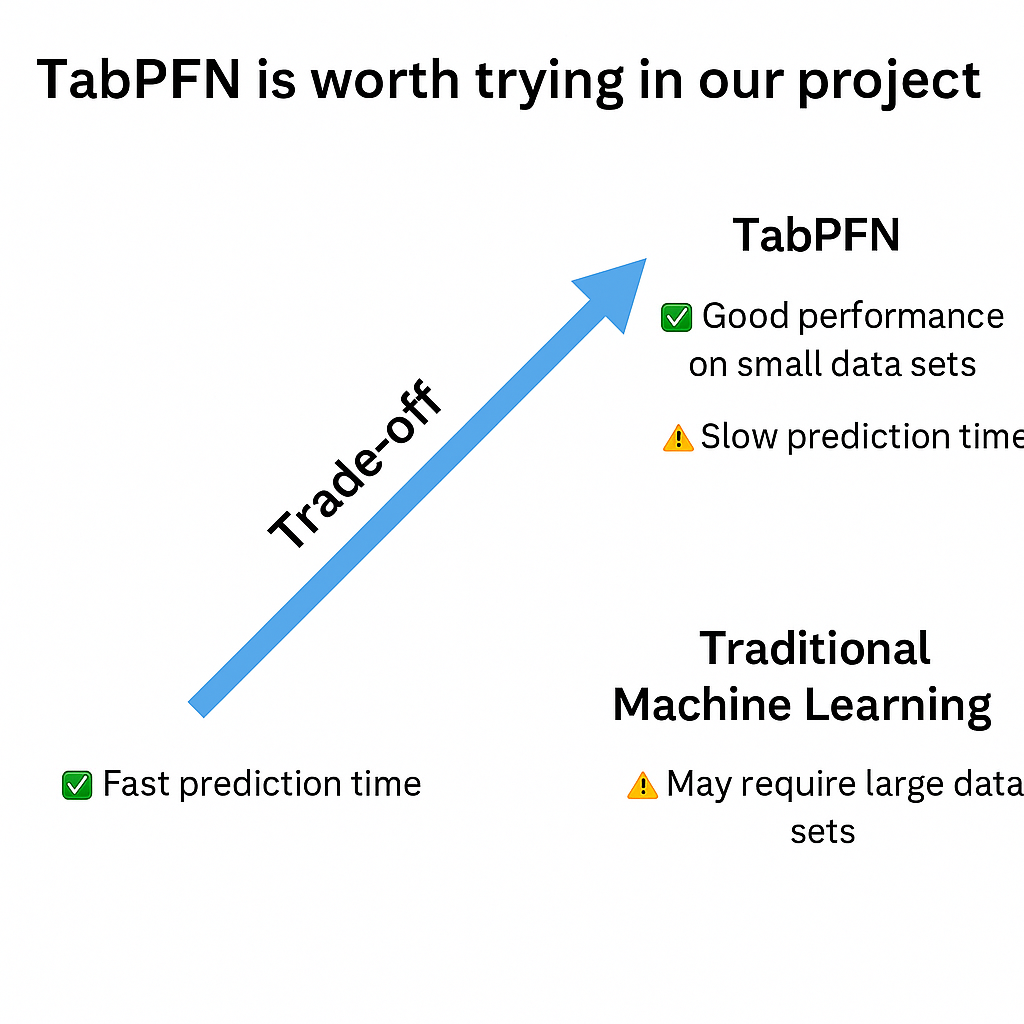 TabPFN is worth trying in our project
TabPFN
✅ Good performance
on small data sets
⚠️ Slow prediction time
Trade-off
Traditional
Machine Learning
✅ Fast prediction time
⚠️ May require large data
sets